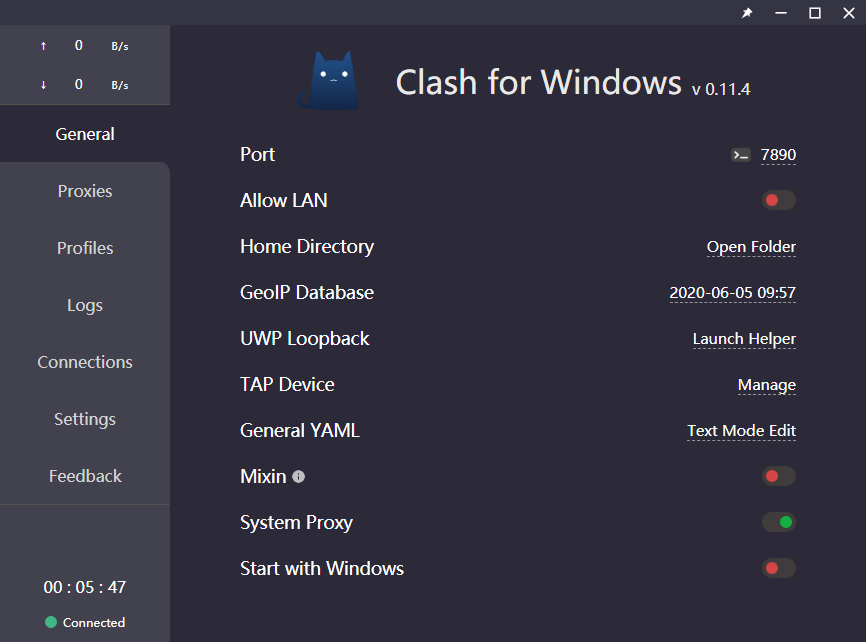 ↑ 0 B/s
↓ 0 B/s
General
Proxies
Profiles
Logs
Connections
Settings
Feedback
00 : 05 : 47
Connected
Clash for Windows v 0.11.4
Port 7890
Allow LAN
Home Directory Open Folder
GeoIP Database 2020-06-05 09:57
UWP Loopback Launch Helper
TAP Device Manage
General YAML Text Mode Edit
Mixin
System Proxy
Start with Windows